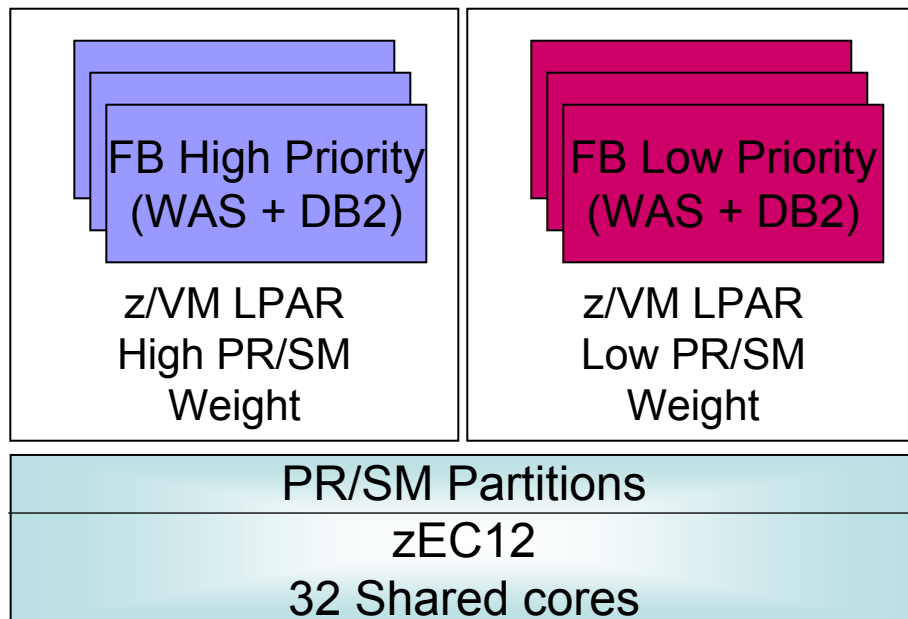 FB High Priority
(WAS + DB2)
z/VM LPAR
High PR/SM
Weight
FB Low Priority
(WAS + DB2)
z/VM LPAR
Low PR/SM
Weight
PR/SM Partitions
zEC12
32 Shared cores